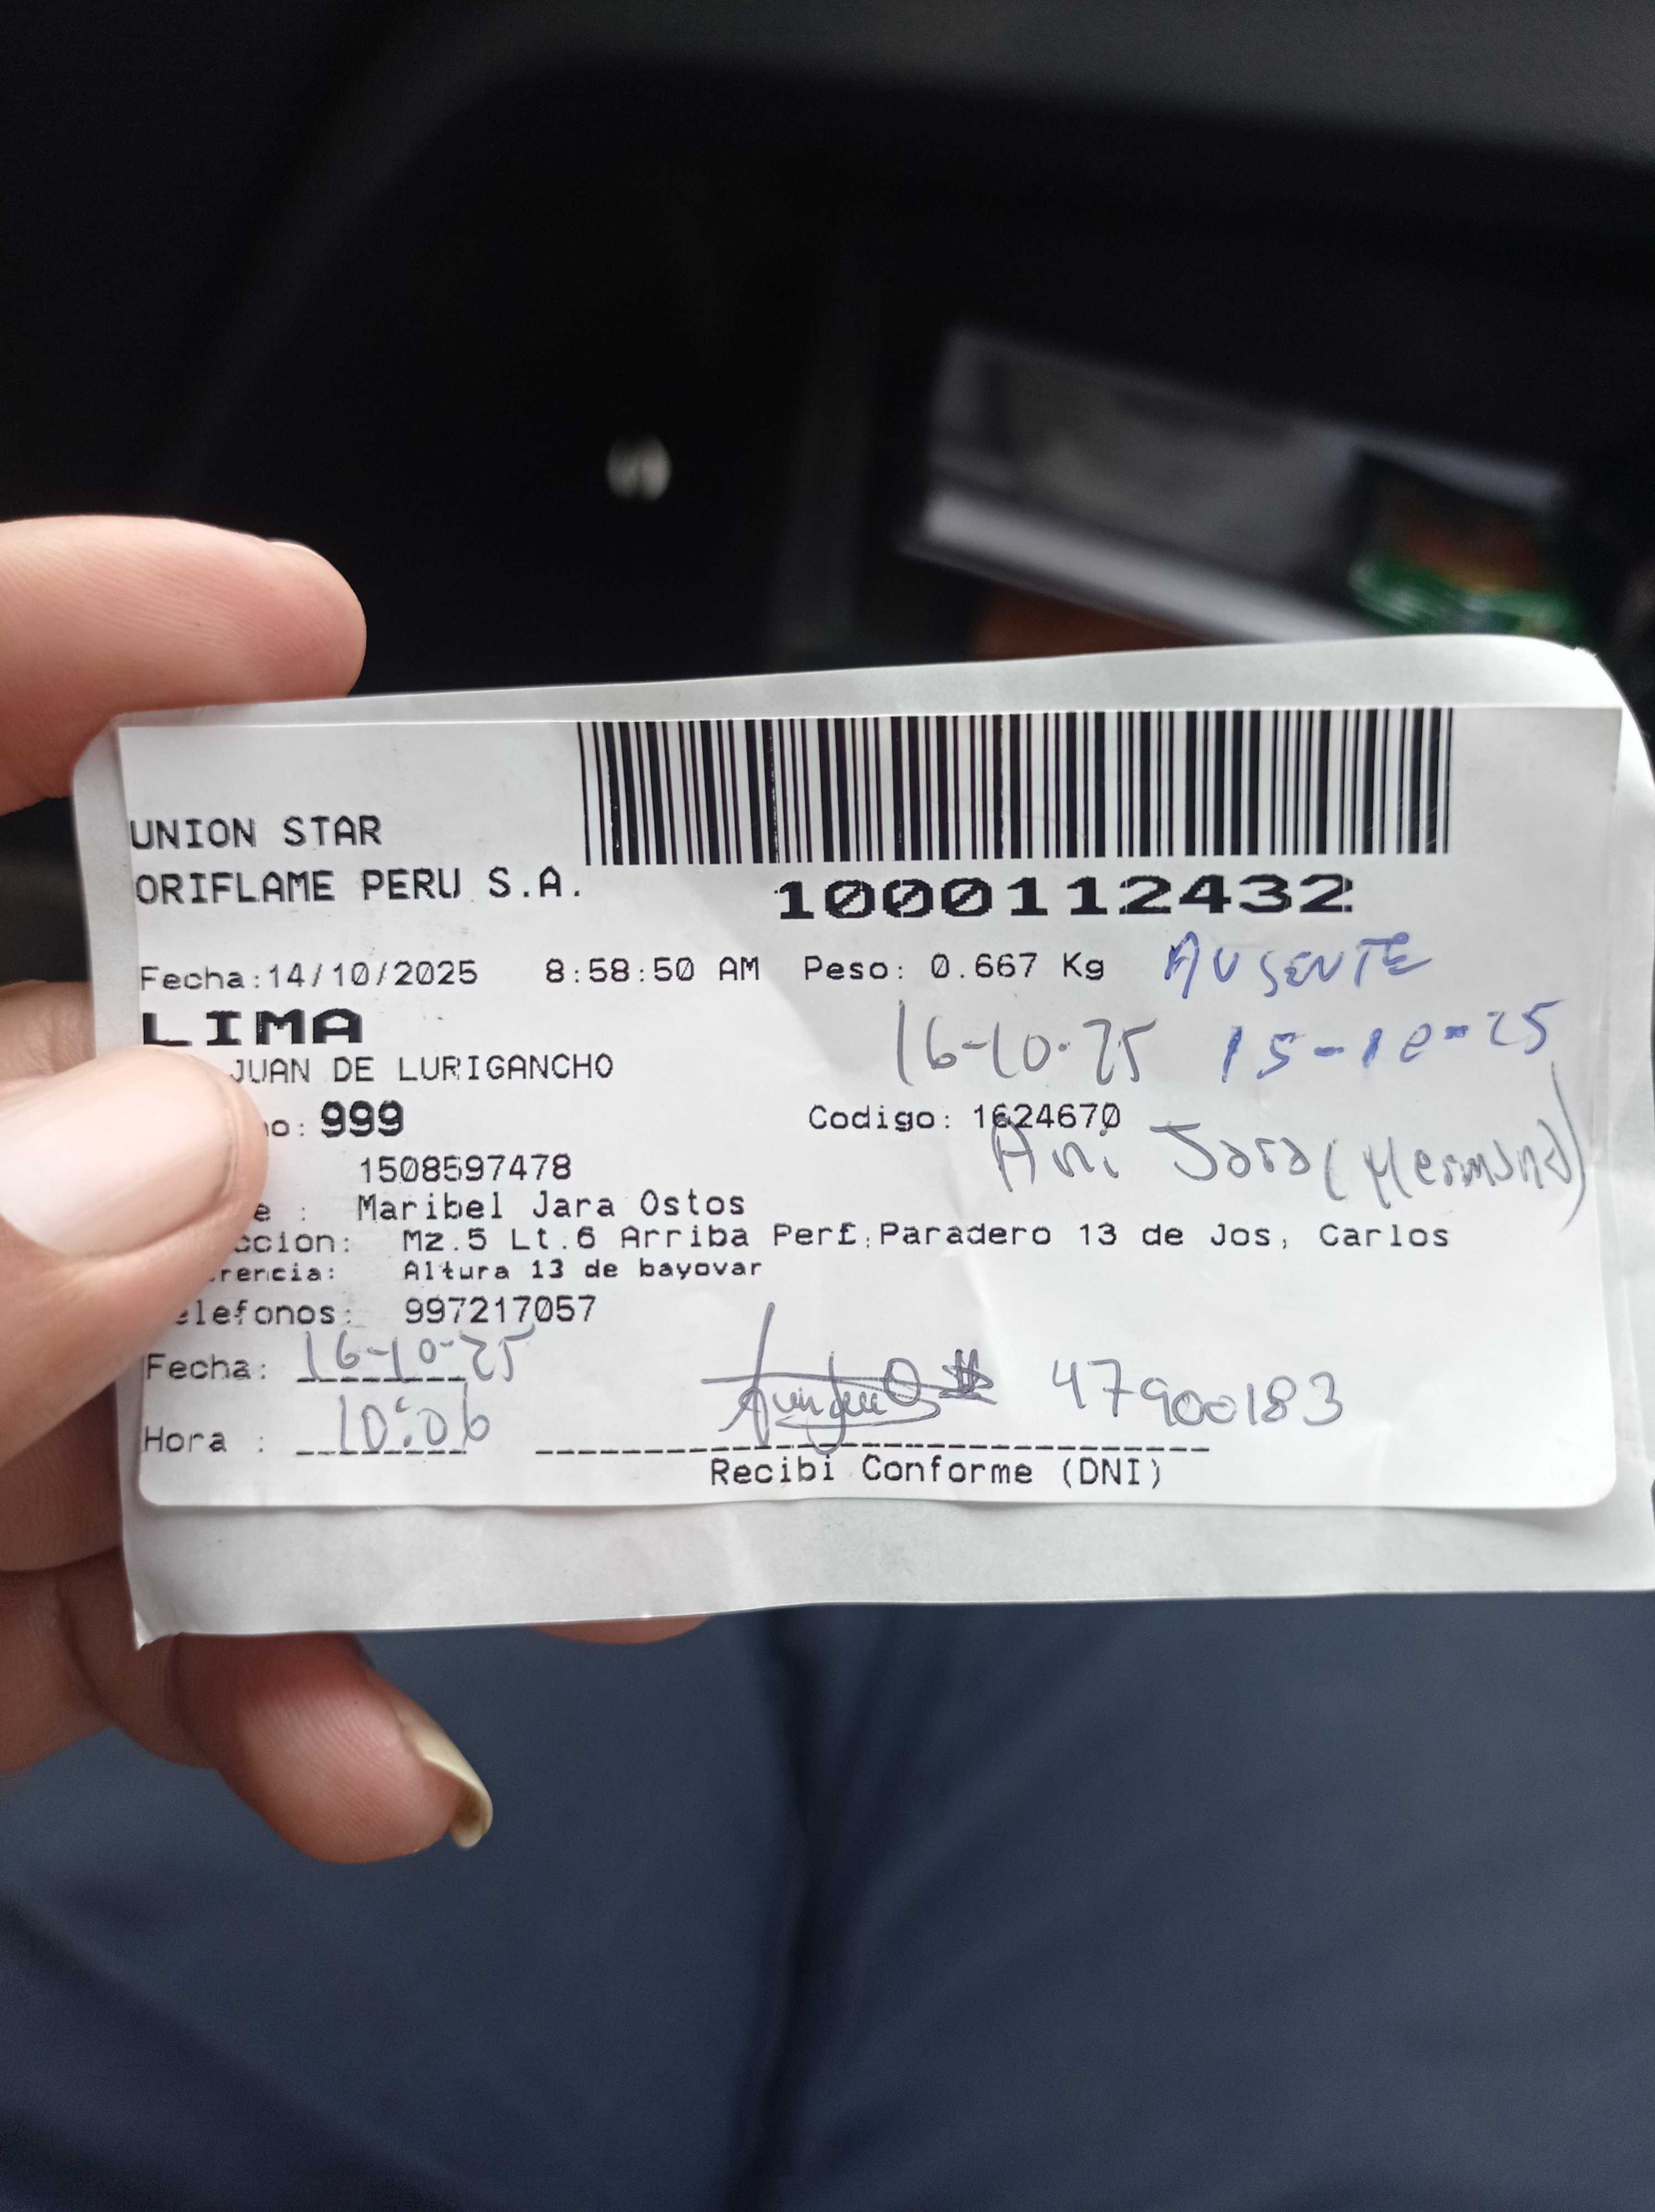 UNION STAR
ORIFLAME PERU S.A.
1000112432
Fecha:14/10/2025 8:58:50 AM Peso: 0.667 Kg AUSENTE
LIMA
16-10-25 15-10-25
JUAN DE LURIGANCHO
o: 999 Codigo: 1624670
Ani Jara (Hermana)
1508597478
e : Maribel Jara Ostos
ccion: Mz.5 Lt.6 Arriba Perf.Paradero 13 de Jos, Carlos
rencia: Altura 13 de bayovar
elefonos: 997217057
Fecha: 16-10-25
47900183
Hora : 10:06
Recibi Conforme (DNI)